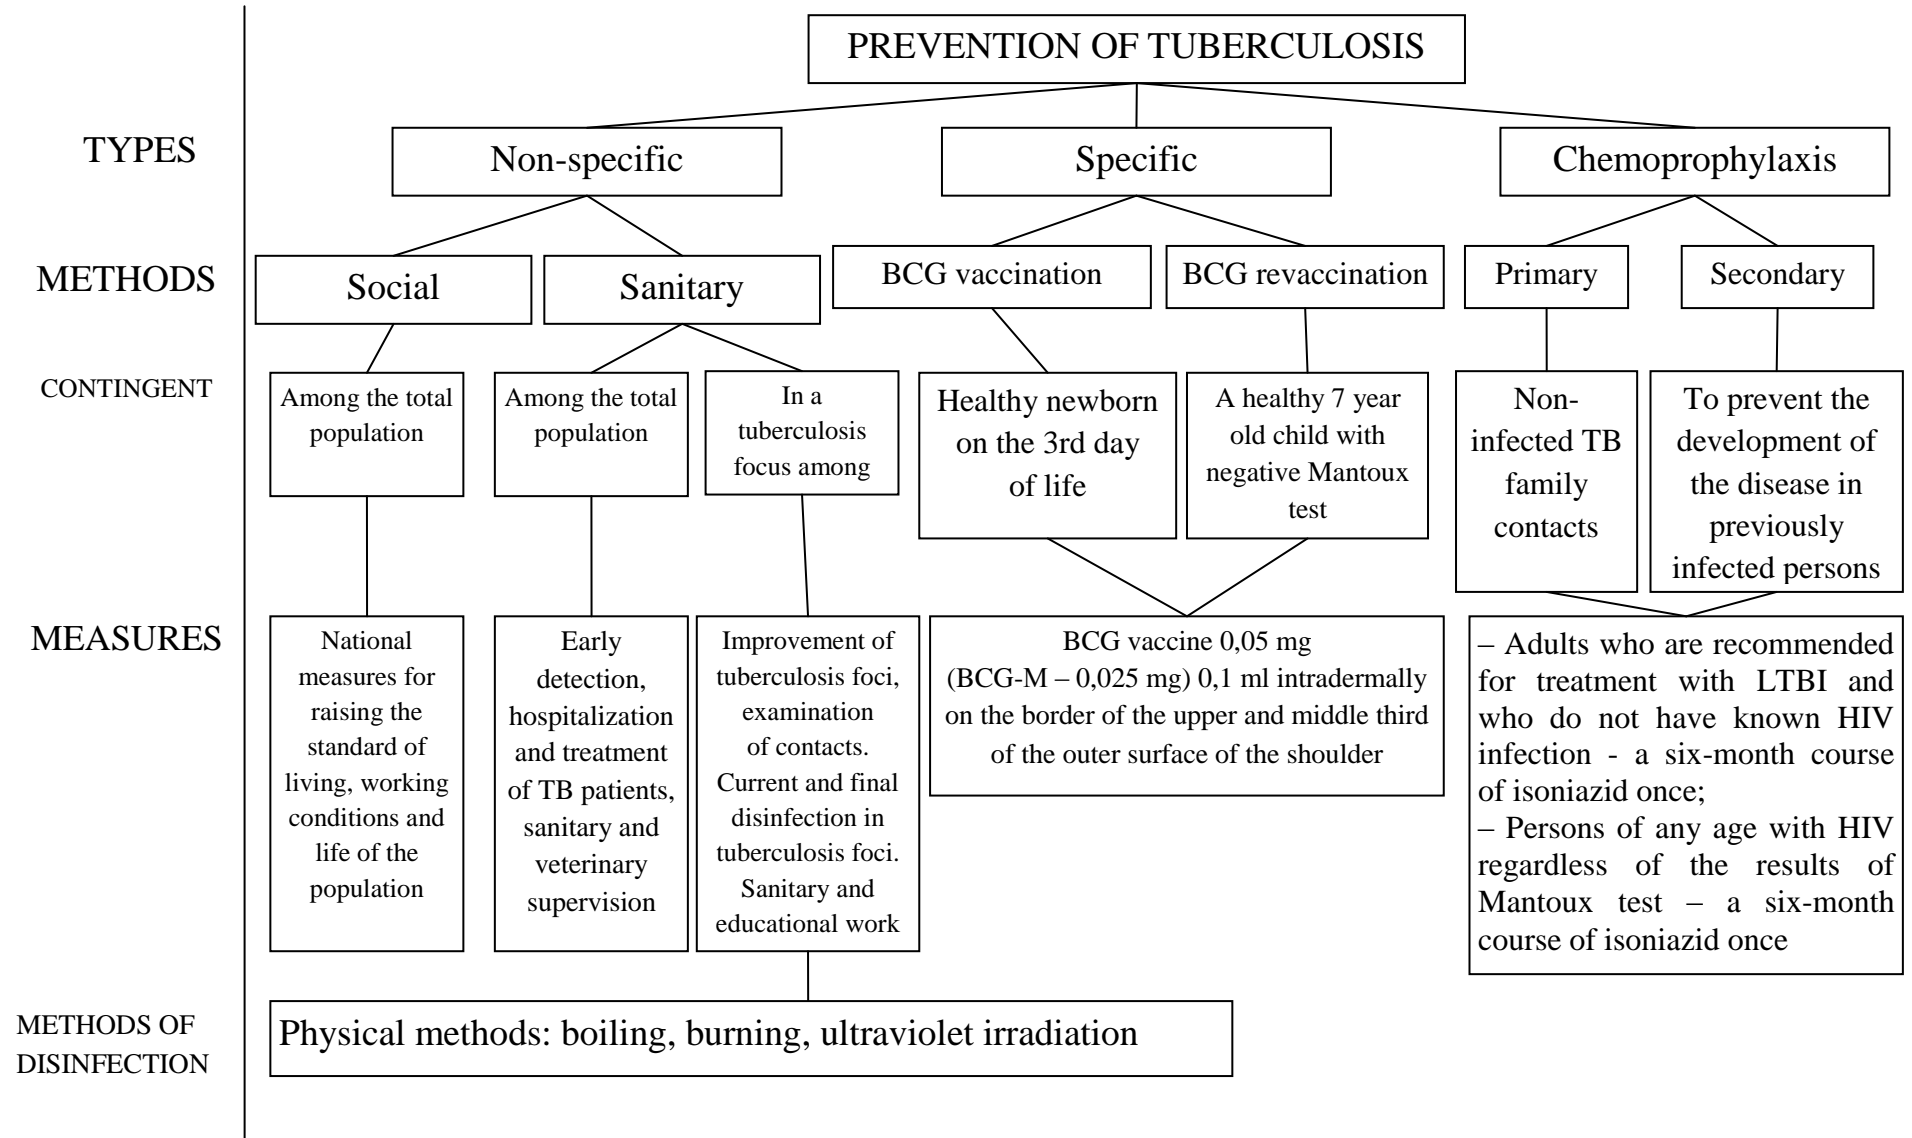 PREVENTION OF TUBERCULOSIS
TYPES
Non-specific
Specific
Chemoprophylaxis
METHODS
Social
Sanitary
BCG vaccination
BCG revaccination
Primary
Secondary
CONTINGENT
Among the total
population
Among the total
population
In a
tuberculosis
focus among
Healthy newborn
on the 3rd day
of life
A healthy 7 year
old child with
negative Mantoux
test
Non-
infected TB
family
contacts
To prevent the
development of
the disease in
previously
infected persons
MEASURES
National
measures for
raising the
standard of
living, working
conditions and
life of the
population
Early
detection,
hospitalization
and treatment
of TB patients,
sanitary and
veterinary
supervision
Improvement of
tuberculosis foci,
examination
of contacts.
Current and final
disinfection in
tuberculosis foci.
Sanitary and
educational work
BCG vaccine 0,05 mg
(BCG-M – 0,025 mg) 0,1 ml intradermally
on the border of the upper and middle third
of the outer surface of the shoulder
– Adults who are recommended
for treatment with LTBI and
who do not have known HIV
infection - a six-month course
of isoniazid once;
– Persons of any age with HIV
regardless of the results of
Mantoux test – a six-month
course of isoniazid once
METHODS OF
DISINFECTION
Physical methods: boiling, burning, ultraviolet irradiation